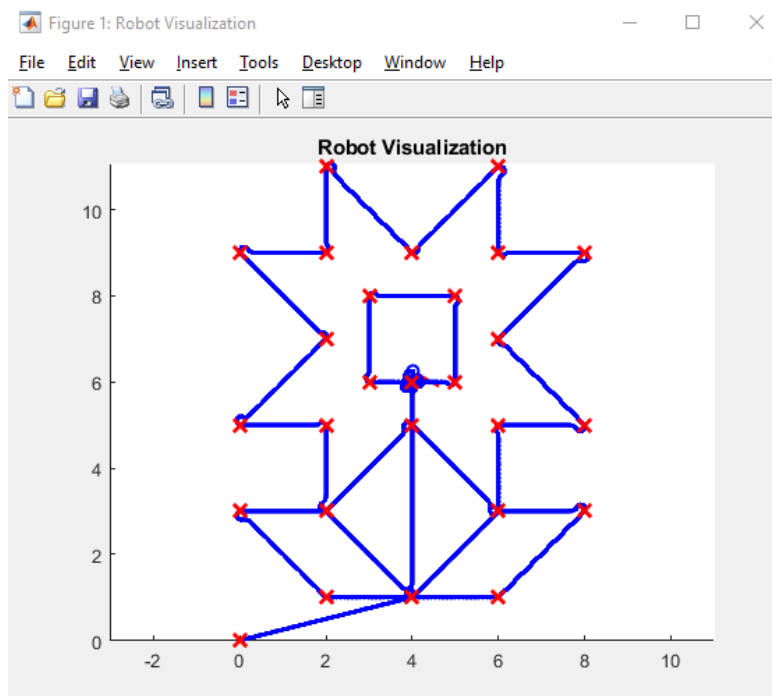 Figure 1: Robot Visualization
File Edit View Insert Tools Desktop Window Help
Robot Visualization
10
8
6
4
2
0
-2 0 2 4 6 8 10